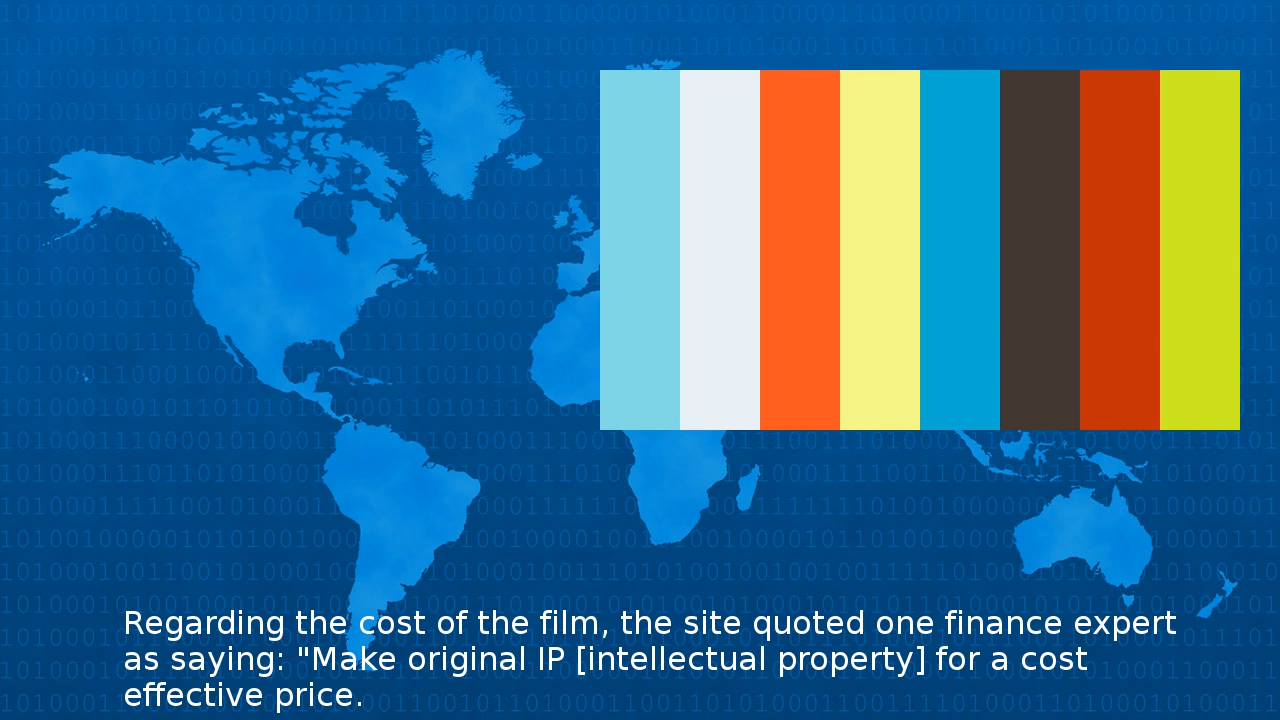 Regarding the cost of the film, the site quoted one finance expert
as saying: "Make original IP [intellectual property] for a cost
effective price.